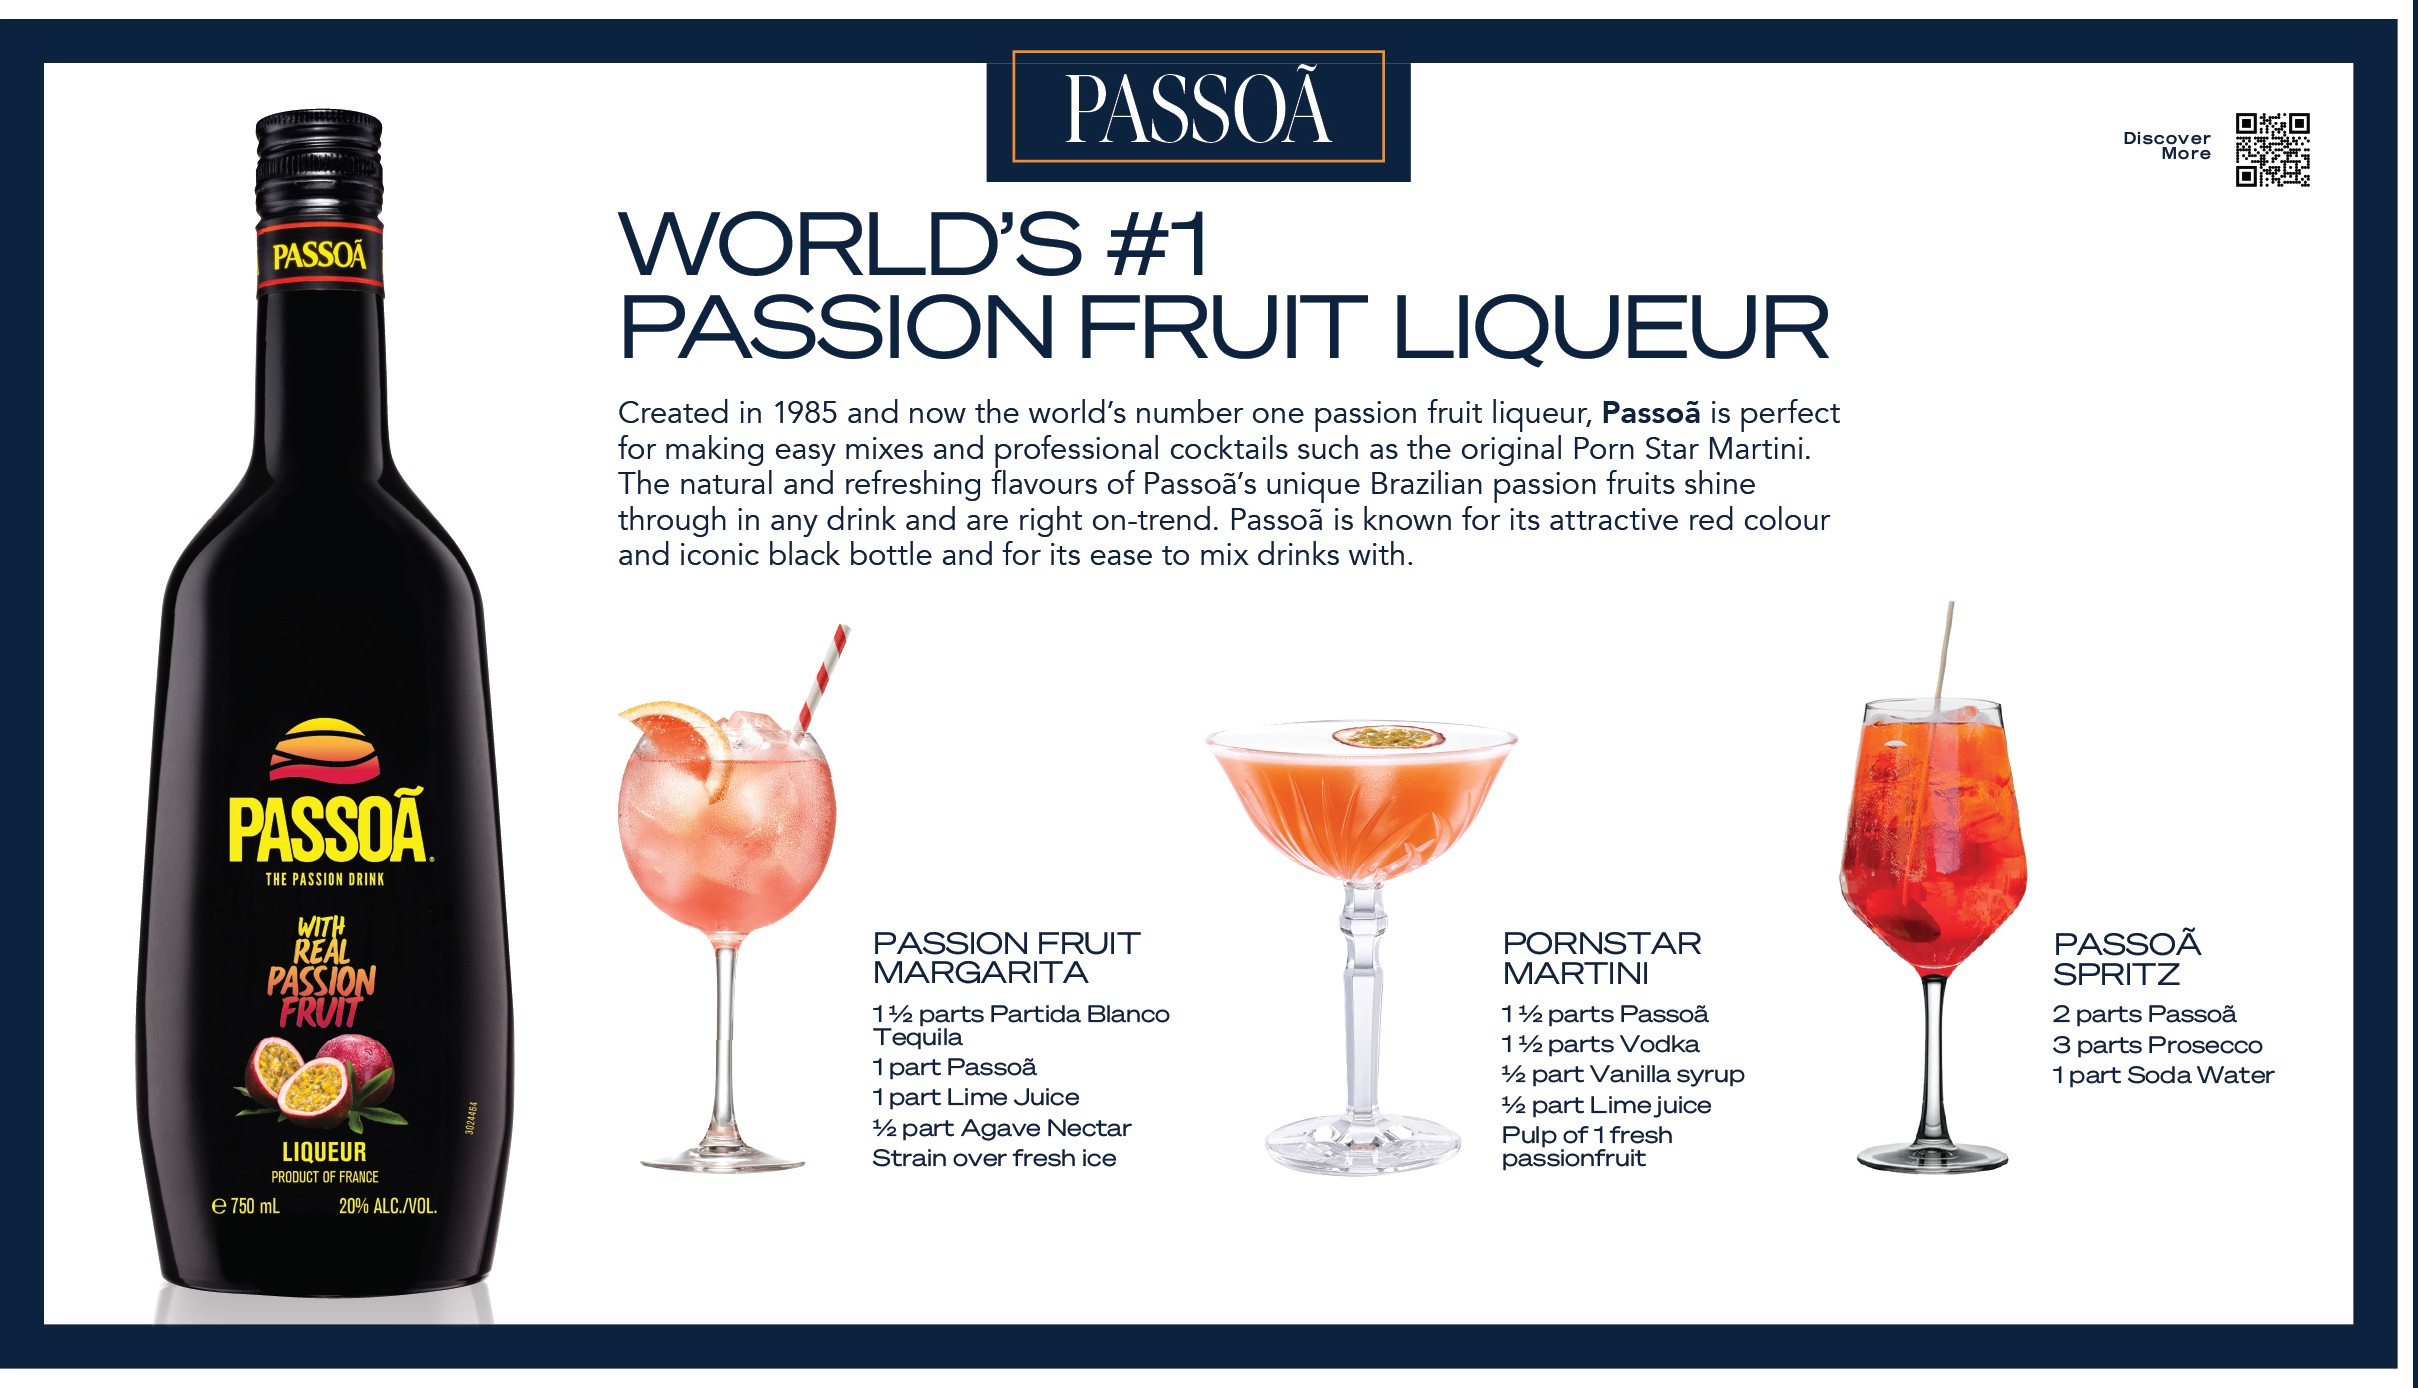 PASSOÃ
Discover
More
WORLD’S #1
PASSION FRUIT LIQUEUR
Created in 1985 and now the world’s number one passion fruit liqueur, Passoã is perfect
for making easy mixes and professional cocktails such as the original Porn Star Martini.
The natural and refreshing flavours of Passoã’s unique Brazilian passion fruits shine
through in any drink and are right on-trend. Passoã is known for its attractive red colour
and iconic black bottle and for its ease to mix drinks with.
PASSOÃ
PASSOÃ®
THE PASSION DRINK
WITH
REAL
PASSION
FRUIT
3024464
LIQUEUR
PRODUCT OF FRANCE
℮ 750 mL 20% ALC./VOL.
PASSION FRUIT
MARGARITA
1 ½ parts Partida Blanco
Tequila
1 part Passoã
1 part Lime Juice
½ part Agave Nectar
Strain over fresh ice
PORNSTAR
MARTINI
1 ½ parts Passoã
1 ½ parts Vodka
½ part Vanilla syrup
½ part Lime juice
Pulp of 1 fresh
passionfruit
PASSOÃ
SPRITZ
2 parts Passoã
3 parts Prosecco
1 part Soda Water